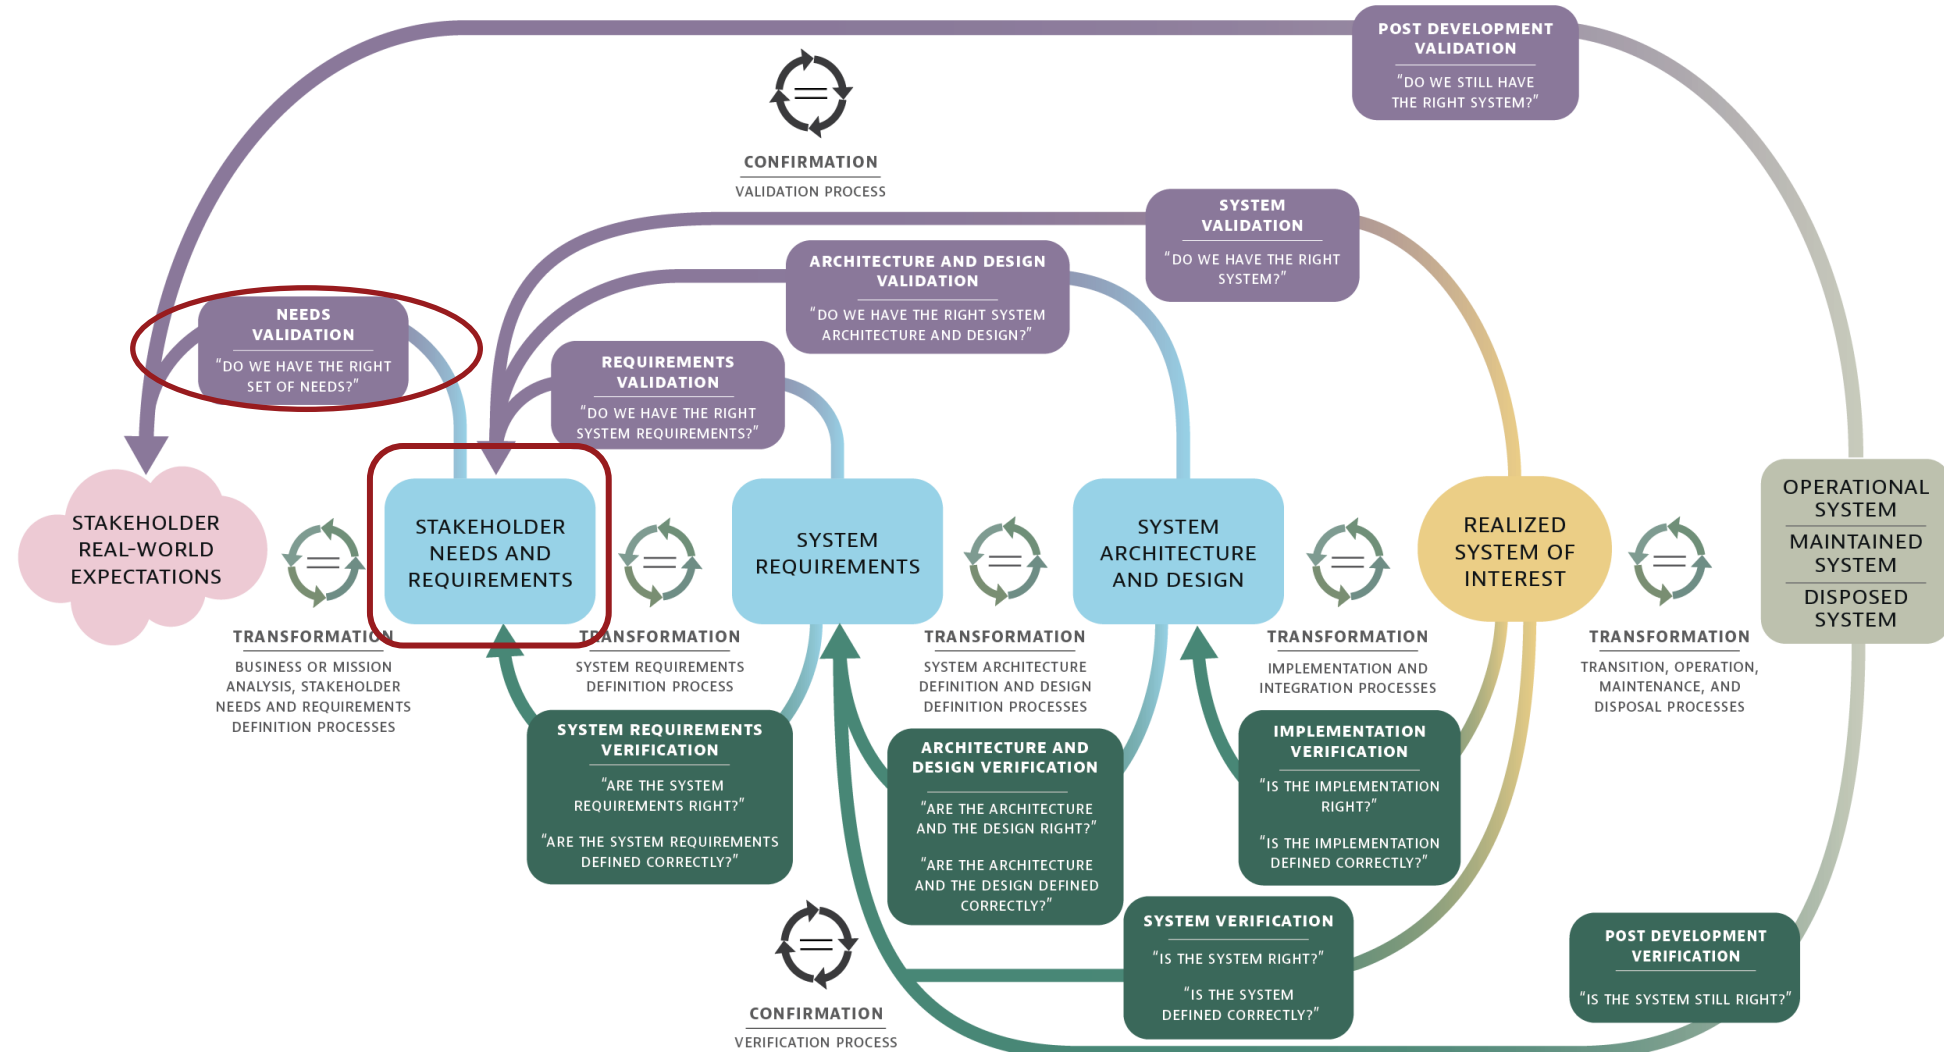 POST DEVELOPMENT
VALIDATION
"DO WE STILL HAVE
THE RIGHT SYSTEM?"
CONFIRMATION
VALIDATION PROCESS
SYSTEM
VALIDATION
"DO WE HAVE THE RIGHT
SYSTEM?"
ARCHITECTURE AND DESIGN
VALIDATION
"DO WE HAVE THE RIGHT SYSTEM
ARCHITECTURE AND DESIGN?"
NEEDS
VALIDATION
"DO WE HAVE THE RIGHT
SET OF NEEDS?"
REQUIREMENTS
VALIDATION
"DO WE HAVE THE RIGHT
SYSTEM REQUIREMENTS?"
STAKEHOLDER
REAL-WORLD
EXPECTATIONS
STAKEHOLDER
NEEDS AND
REQUIREMENTS
SYSTEM
REQUIREMENTS
SYSTEM
ARCHITECTURE
AND DESIGN
REALIZED
SYSTEM OF
INTEREST
OPERATIONAL
SYSTEM
MAINTAINED
SYSTEM
DISPOSED
SYSTEM
TRANSFORMATION
BUSINESS OR MISSION
ANALYSIS, STAKEHOLDER
NEEDS AND REQUIREMENTS
DEFINITION PROCESSES
TRANSFORMATION
SYSTEM REQUIREMENTS
DEFINITION PROCESS
TRANSFORMATION
SYSTEM ARCHITECTURE
DEFINITION AND DESIGN
DEFINITION PROCESSES
TRANSFORMATION
IMPLEMENTATION AND
INTEGRATION PROCESSES
TRANSFORMATION
TRANSITION, OPERATION,
MAINTENANCE, AND
DISPOSAL PROCESSES
SYSTEM REQUIREMENTS
VERIFICATION
"ARE THE SYSTEM
REQUIREMENTS RIGHT?"
"ARE THE SYSTEM REQUIREMENTS
DEFINED CORRECTLY?"
ARCHITECTURE AND
DESIGN VERIFICATION
"ARE THE ARCHITECTURE
AND THE DESIGN RIGHT?"
"ARE THE ARCHITECTURE
AND THE DESIGN DEFINED
CORRECTLY?"
IMPLEMENTATION
VERIFICATION
"IS THE IMPLEMENTATION
RIGHT?"
"IS THE IMPLEMENTATION
DEFINED CORRECTLY?"
SYSTEM VERIFICATION
"IS THE SYSTEM RIGHT?"
"IS THE SYSTEM
DEFINED CORRECTLY?"
POST DEVELOPMENT
VERIFICATION
"IS THE SYSTEM STILL RIGHT?"
CONFIRMATION
VERIFICATION PROCESS